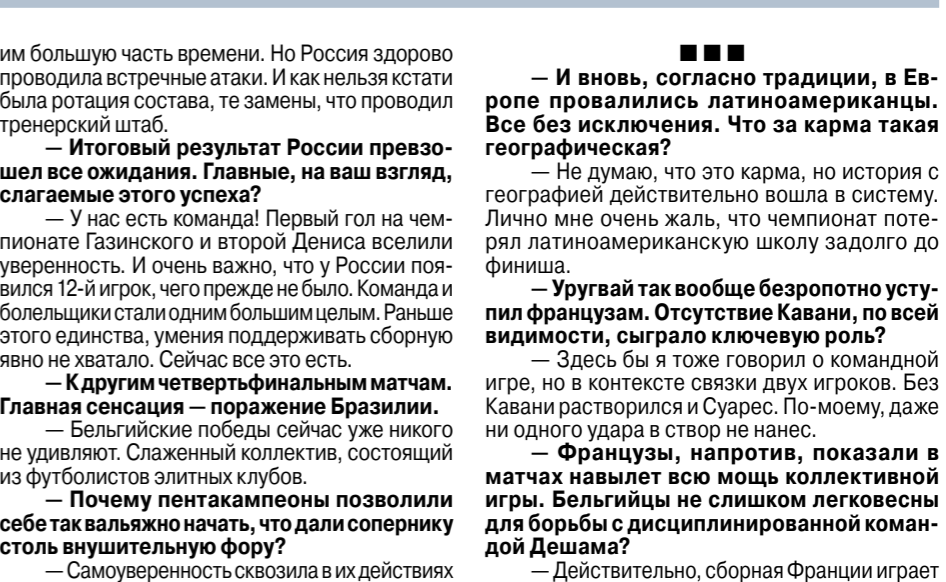 им большую часть времени. Но Россия здорово
проводила встречные атаки. И как нельзя кстати
была ротация состава, те замены, что проводил
тренерский штаб.
— Итоговый результат России превзо-
шел все ожидания. Главные, на ваш взгляд,
слагаемые этого успеха?
— У нас есть команда! Первый гол на чем-
пионате Газинского и второй Дениса вселили
уверенность. И очень важно, что у России поя-
вился 12-й игрок, чего прежде не было. Команда и
болельщики стали одним большим целым. Раньше
этого единства, умения поддерживать сборную
явно не хватало. Сейчас все это есть.
— К другим четвертьфинальным матчам.
Главная сенсация — поражение Бразилии.
— Бельгийские победы сейчас уже никого
не удивляют. Слаженный коллектив, состоящий
из футболистов элитных клубов.
— Почему пентакампеоны позволили
себе так вальяжно начать, что дали сопернику
столь внушительную фору?
— Самоуверенность сквозила в их действиях
■ ■ ■
— И вновь, согласно традиции, в Ев-
ропе провалились латиноамериканцы.
Все без исключения. Что за карма такая
географическая?
— Не думаю, что это карма, но история с
географией действительно вошла в систему.
Лично мне очень жаль, что чемпионат поте-
рял латиноамериканскую школу задолго до
финиша.
— Уругвай так вообще безропотно усту-
пил французам. Отсутствие Кавани, по всей
видимости, сыграло ключевую роль?
— Здесь бы я тоже говорил о командной
игре, но в контексте связки двух игроков. Без
Кавани растворился и Суарес. По-моему, даже
ни одного удара в створ не нанес.
— Французы, напротив, показали в
матчах навылет всю мощь коллективной
игры. Бельгийцы не слишком легковесны
для борьбы с дисциплинированной коман-
дой Дешама?
— Действительно, сборная Франции играет